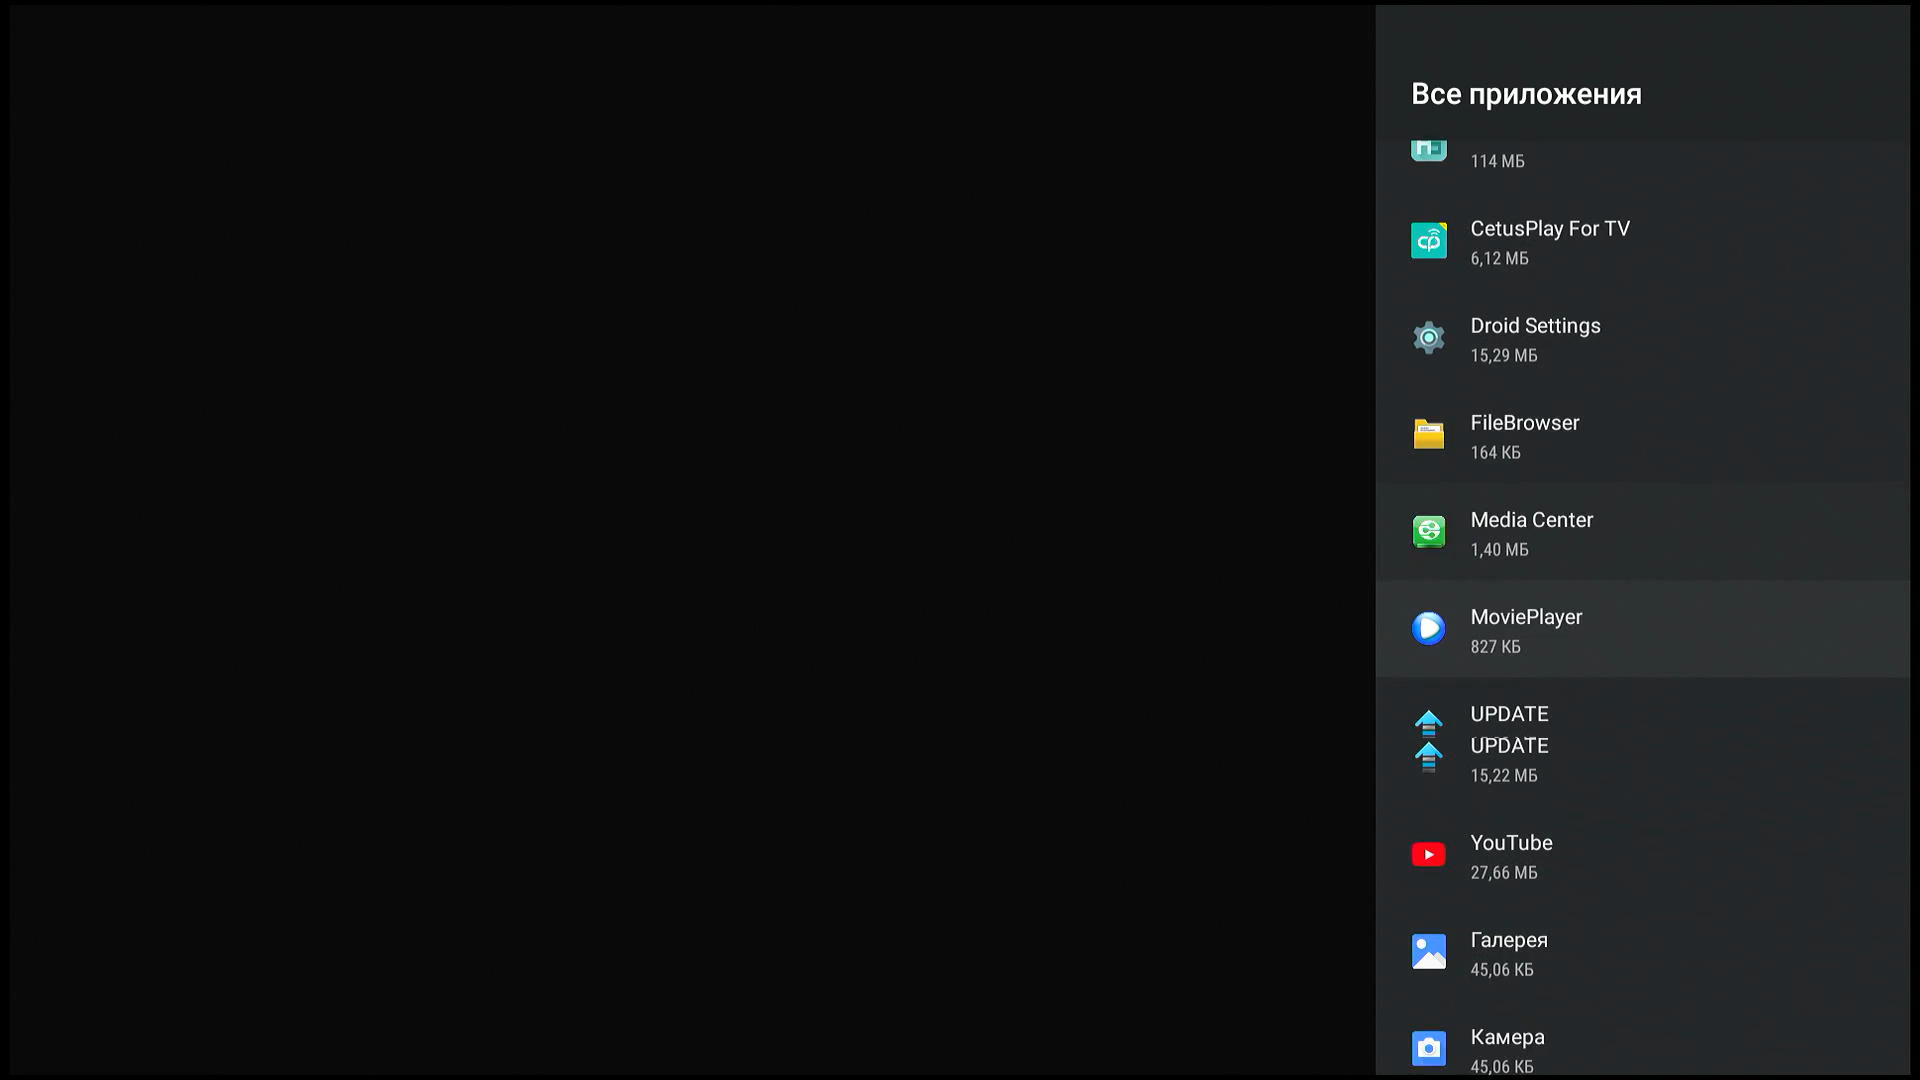 Все приложения
114 МБ
CetusPlay For TV
6,12 МБ
Droid Settings
15,29 МБ
FileBrowser
164 КБ
Media Center
1,40 МБ
MoviePlayer
827 КБ
UPDATE
UPDATE
15,22 МБ
YouTube
27,66 МБ
Галерея
45,06 КБ
Камера
45,06 КБ